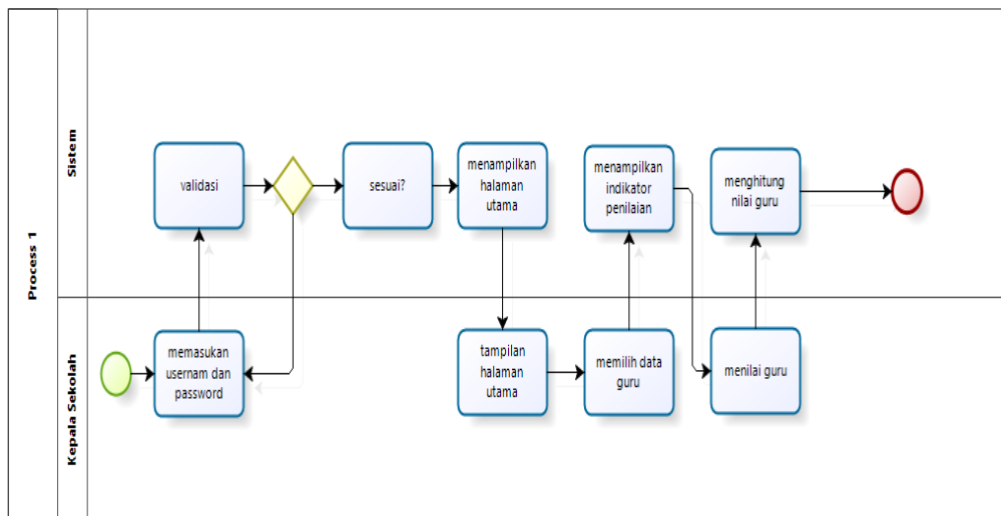 Process 1
Sistem
validasi
sesuai?
menampilkan
halaman
utama
menampilkan
indikator
penilaian
menghitung
nilai guru
Kepala Sekolah
memasukan
usernam dan
password
tampilan
halaman
utama
memilih data
guru
menilai guru